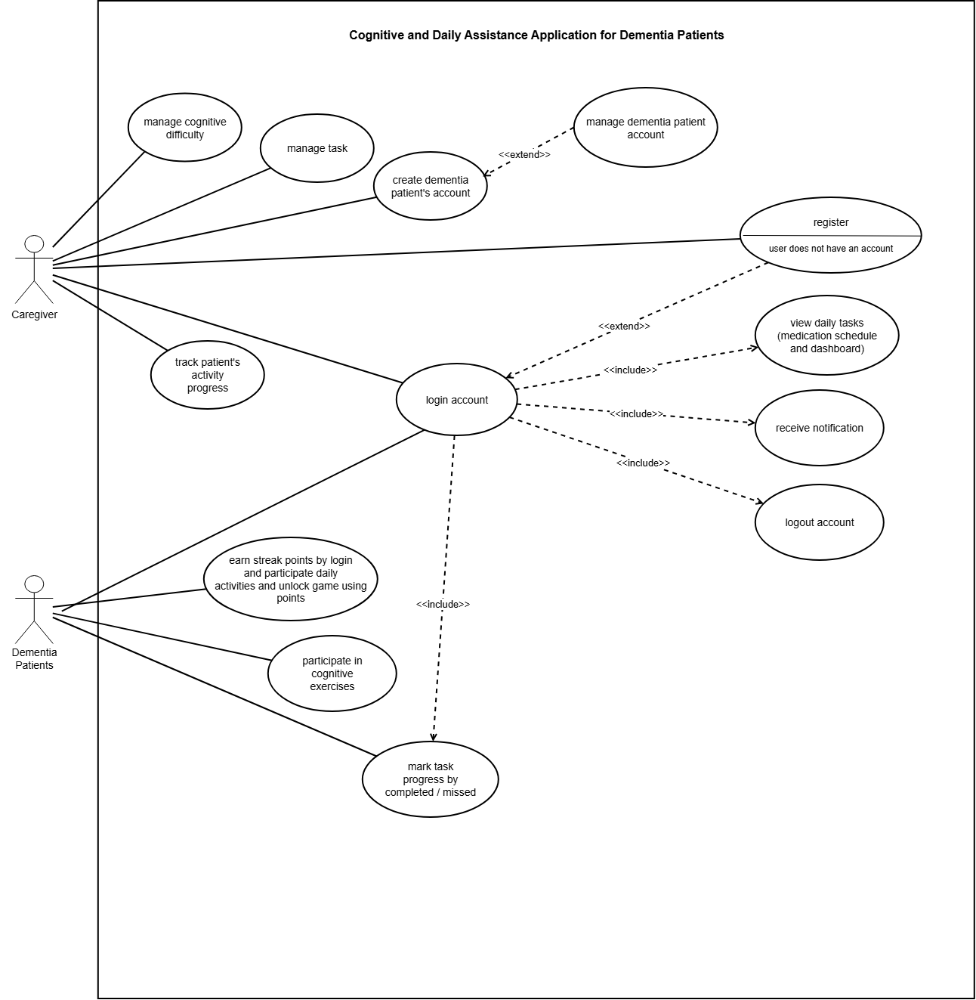 Cognitive and Daily Assistance Application for Dementia Patients
manage cognitive
difficulty
manage task
create dementia
patient's account
<<extend>>
manage dementia patient
account
register
user does not have an account
Caregiver
<<extend>>
view daily tasks
(medication schedule
and dashboard)
track patient's
activity
progress
<<include>>
login account
<<include>>
receive notification
<<include>>
logout account
earn streak points by login
and participate daily
activities and unlock game using
points
<<include>>
Dementia
Patients
participate in
cognitive
exercises
mark task
progress by
completed / missed